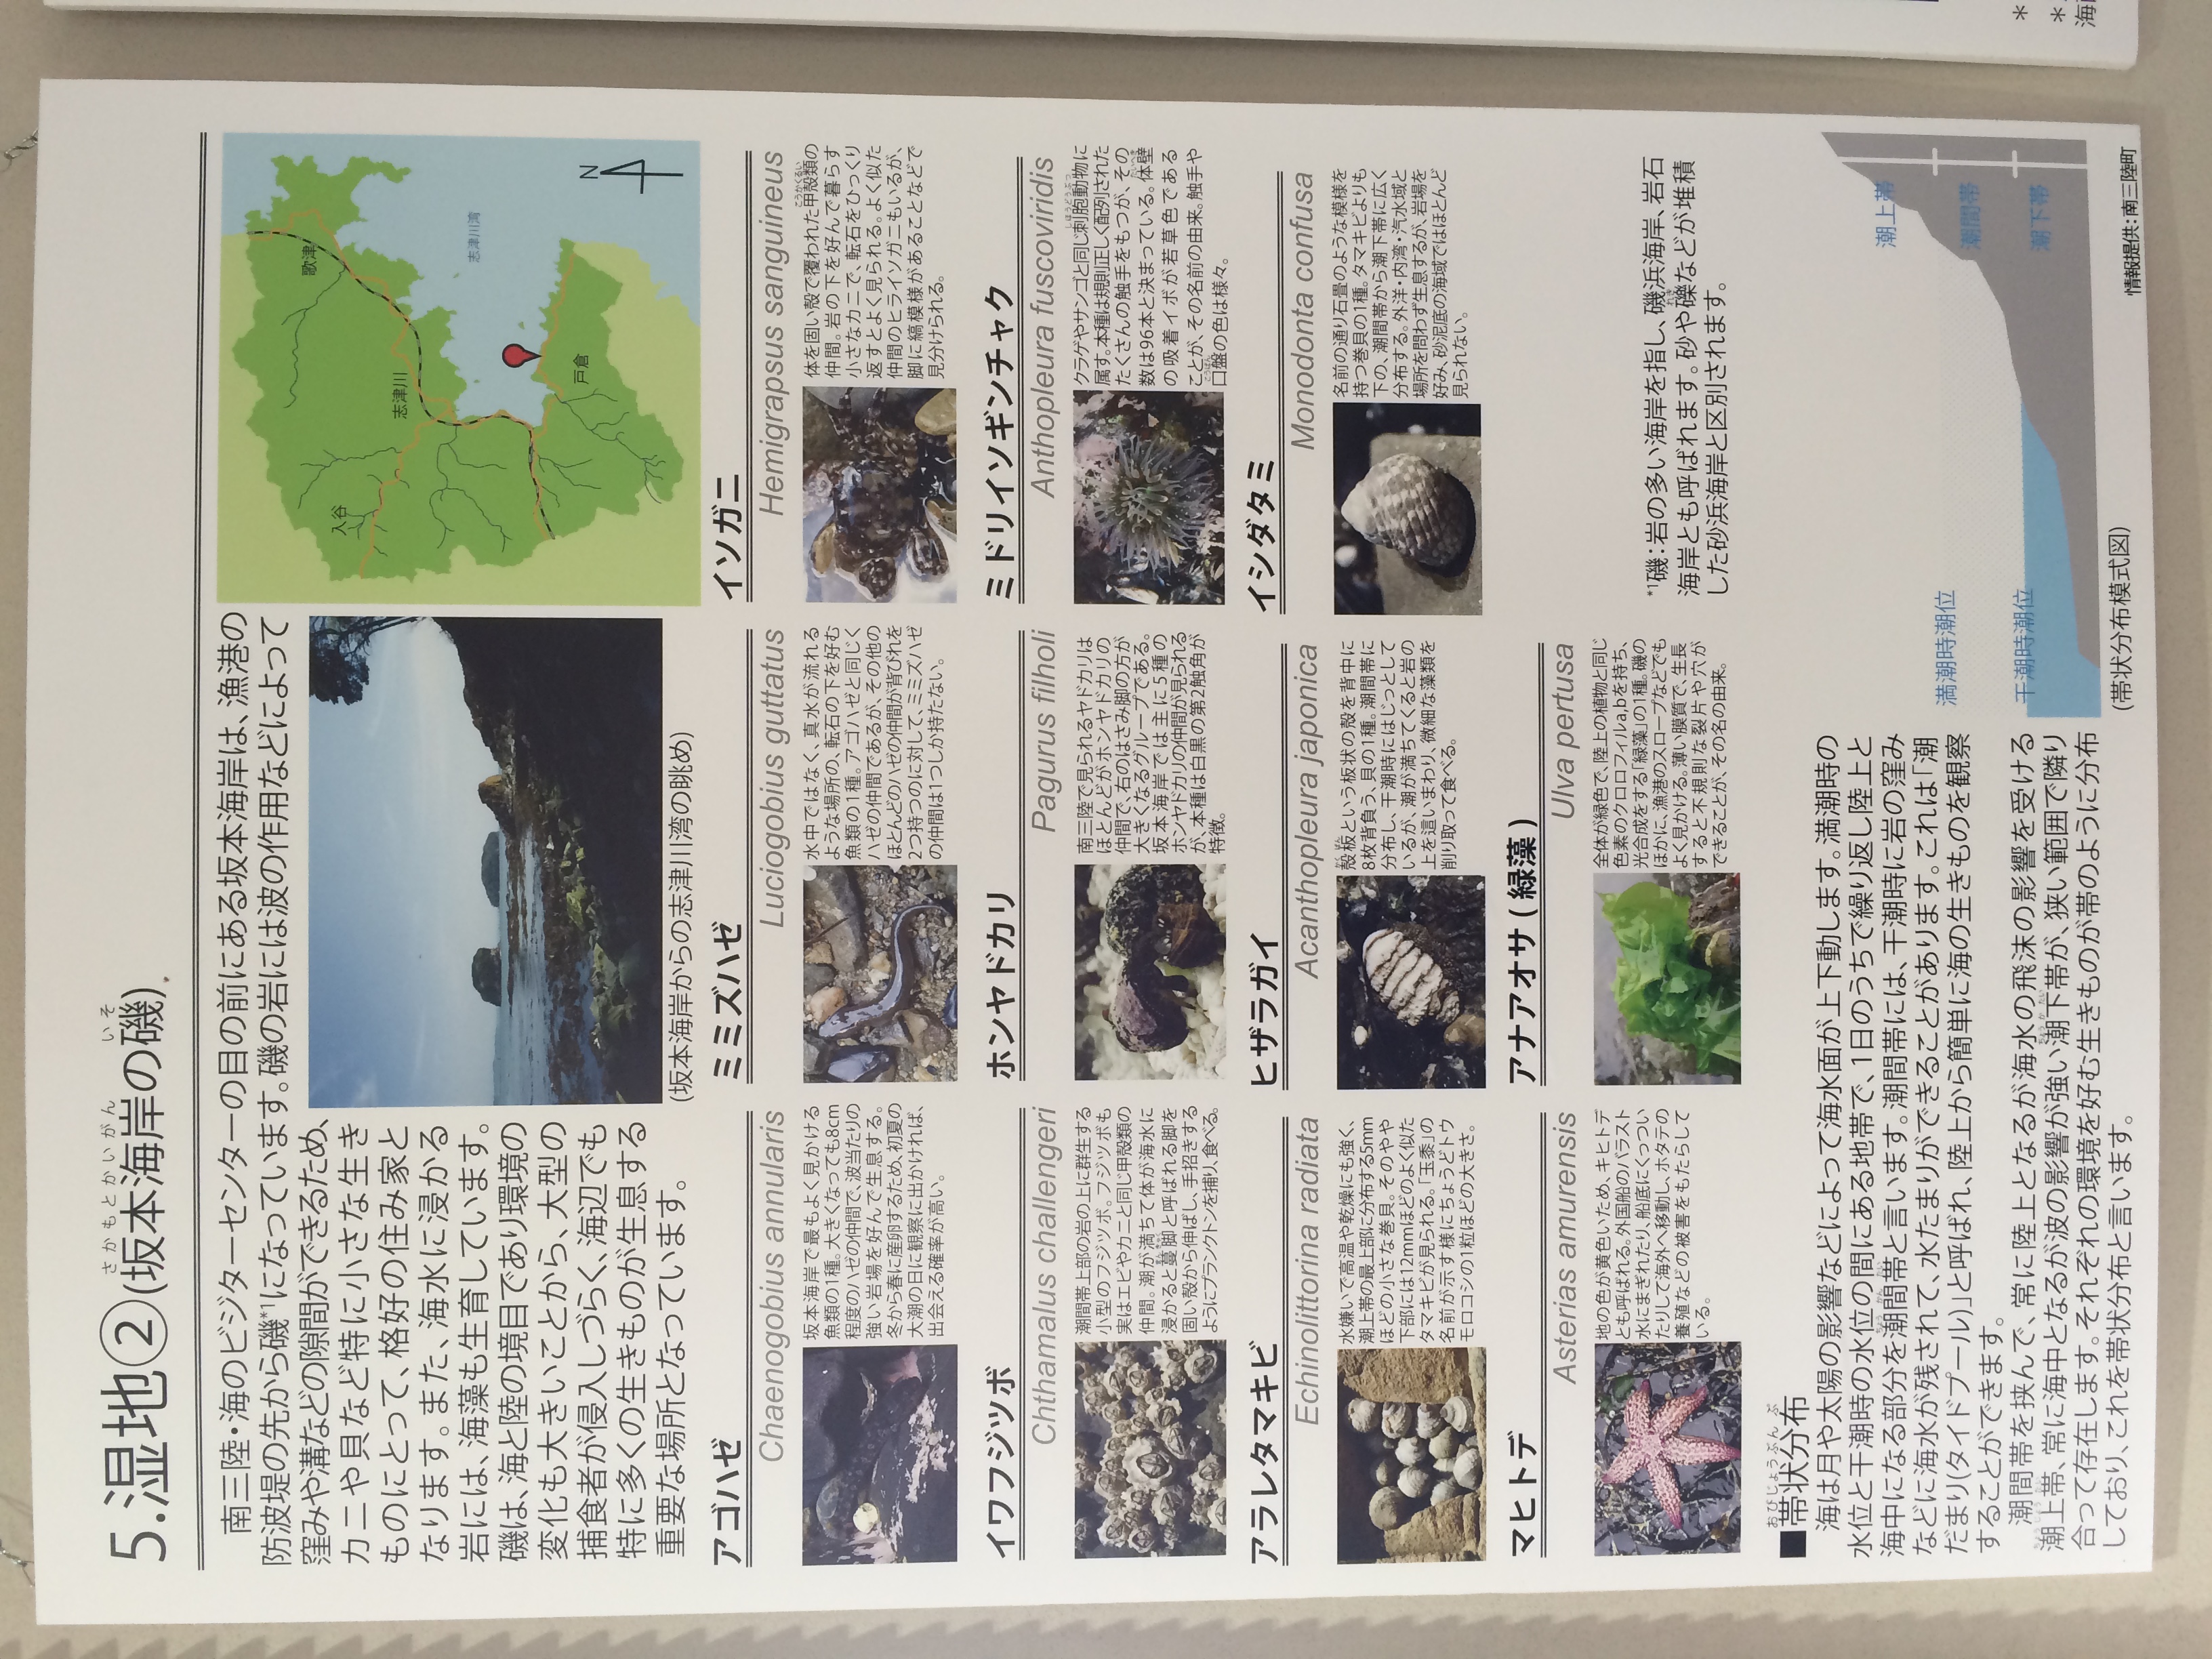 5.湿地②(坂本海岸の磯)
さかもとかいがん いそ
南三陸・海のビジターセンターの目の前にある坂本海岸は、漁港の
防波堤の先から磯*1になっています。磯の岩には波の作用などによって
窪みや溝などの隙間ができるため、
カニや貝など特に小さな生き
ものにとって、格好の住み家と
なります。また、海水に浸かる
岩には、海藻も生育しています。
磯は、海と陸の境目であり環境の
変化も大きいことから、大型の
捕食者が侵入しづらく、海辺でも
特に多くの生きものが生息する
重要な場所となっています。
(坂本海岸からの志津川湾の眺め)
歌津
入谷
志津川
志津川湾
戸倉
N
アゴハゼ
Chaenogobius annularis
坂本海岸で最もよく見かける
魚類の1種。大きくなっても8cm
程度のハゼの仲間で、波当たりの
強い岩場を好んで生息する。
冬から春に産卵するため、初夏の
大潮の日に観察に出かければ、
出会える確率が高い。
ミミズハゼ
Luciogobius guttatus
水中ではなく、真水が流れる
ような場所の、転石の下を好む
魚類の1種。アゴハゼと同じく
ハゼの仲間であるが、その他の
ほとんどのハゼの仲間が背びれを
2つ持つのに対して、ミミズハゼ
の仲間は1つしか持たない。
イソガニ
Hemigrapsus sanguineus
こうかくるい
体を固い殻で覆われた甲殻類の
仲間。岩の下を好んで暮らす
小さなカニで、転石をひっくり
返すとよく見られる。よく似た
仲間のヒライソガニもいるが、
脚に縞模様があることなどで
見分けられる。
イワフジツボ
Chthamalus challengeri
潮間帯上部の岩の上に群生する
小型のフジツボ。フジツボも
実はエビやカニと同じ甲殻類の
仲間。潮が満ちて体が海水に
まんきゃく
浸かると蔓脚と呼ばれる脚を
固い殻から伸ばし、手招きする
ようにプランクトンを捕り、食べる。
ホンヤドカリ
Pagurus filholi
南三陸で見られるヤドカリは
ほとんどがホンヤドカリの
仲間で、右のはさみ脚の方が
大きくなるグループである。
坂本海岸では主に5種の
ホンヤドカリの仲間が見られる
が、本種は白黒の第2触角が
特徴。
ミドリイソギンチャク
Anthopleura fuscoviridis
しほうどうぶつ
クラゲやサンゴと同じ刺胞動物に
属す。本種は規則正しく配列された
たくさんの触手をもつが、その
たいへき
数は96本と決まっている。体壁
の吸着イボが若草色である
ことが、その名前の由来。触手や
こうばん
口盤の色は様々。
アラレタマキビ
Echinolittorina radiata
水嫌いで高温や乾燥にも強く、
潮上帯の最上部に分布する5mm
ほどの小さな巻貝。そのやや
下部には12mmほどのよく似た
タマキビが見られる。「玉黍」の
名前が示す様にちょうどトウ
モロコシの1粒ほどの大きさ。
ヒザラガイ
Acanthopleura japonica
かくばん
殻板という板状の殻を背中に
8枚背負う、貝の1種。潮間帯に
分布し、干潮時にはじっとして
いるが、潮が満ちてくると岩の
上を這いまわり、微細な藻類を
削り取って食べる。
イシダタミ
Monodonta confusa
名前の通り石畳のような模様を
持つ巻貝の1種。タマキビよりも
下の、潮間帯から潮下帯に広く
分布する。外洋・内湾・汽水域と
場所を問わず生息するが、岩場を
好み、砂泥底の海域ではほとんど
見られない。
マヒトデ
Asterias amurensis
地の色が黄色いため、キヒトデ
とも呼ばれる。外国船のバラスト
水にまぎれたり、船底にくっつい
たりして海外へ移動し、ホタテの
養殖などの被害をもたらして
いる。
アナアオサ(緑藻)
Ulva pertusa
全体が緑色で、陸上の植物と同じ
色素のクロロフィルa,bを持ち、
光合成をする「緑藻」の1種。磯の
ほかに、漁港のスロープなどでも
よく見かける。薄い膜質で、生長
すると不規則な裂片や穴が
できることが、その名の由来。
*1磯:岩の多い海岸を指し、磯浜海岸、岩石
れき
海岸とも呼ばれます。砂や礫などが堆積
した砂浜海岸と区別されます。
おびじょうぶんぷ
■帯状分布
海は月や太陽の影響などによって海水面が上下動します。満潮時の
水位と干潮時の水位の間にある地帯で、1日のうちで繰り返し陸上と
ちょうかんたい
海中になる部分を潮間帯と言います。潮間帯には、干潮時に岩の窪み
などに海水が残されて、水たまりができることがあります。これは「潮
だまり(タイドプール)」と呼ばれ、陸上から簡単に海の生きものを観察
することができます。
潮間帯を挟んで、常に陸上となるが海水の飛沫の影響を受ける
ちょうじょうたい ちょうかたい
潮上帯、常に海中となるが波の影響が強い潮下帯が、狭い範囲で隣り
合って存在します。それぞれの環境を好む生きものが帯のように分布
しており、これを帯状分布と言います。
潮上帯
満潮時潮位
潮間帯
干潮時潮位
潮下帯
(帯状分布模式図)
情報提供:南三陸町
*